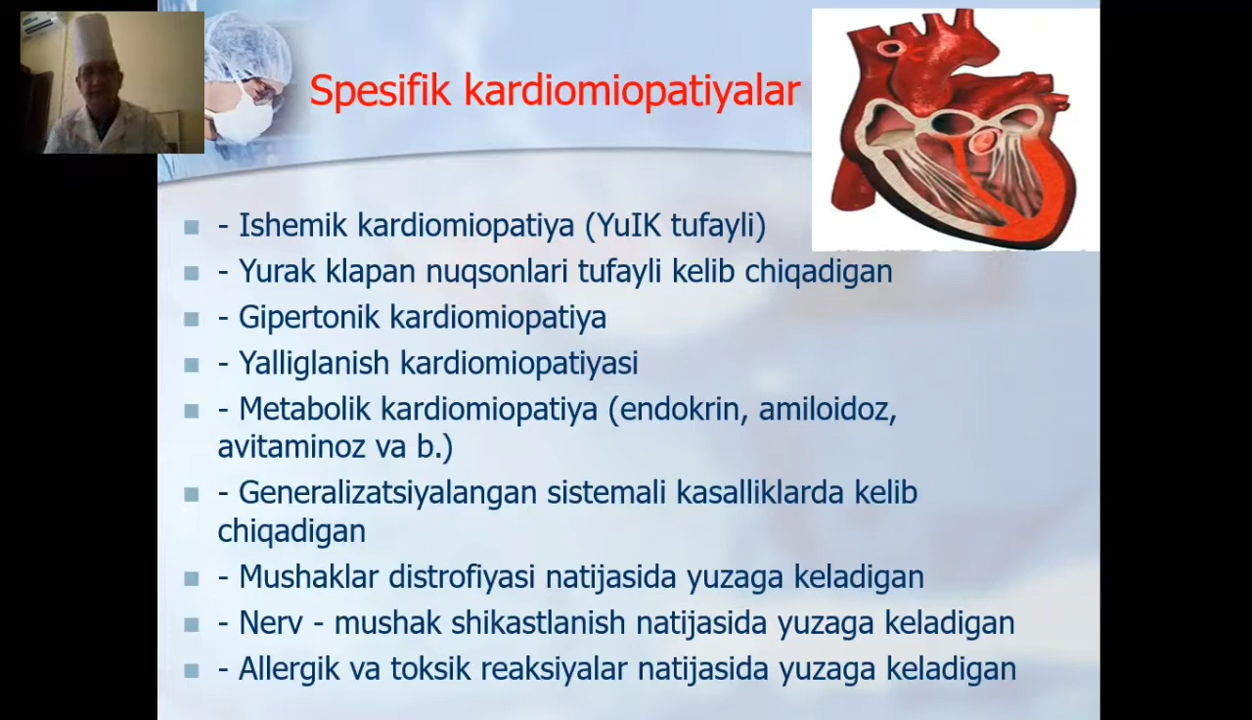 Spesifik kardiomiopatiyalar
- Ishemik kardiomiopatiya (YuIK tufayli)
- Yurak klapan nuqsonlari tufayli kelib chiqadigan
- Gipertonik kardiomiopatiya
- Yalliglanish kardiomiopatiyasi
- Metabolik kardiomiopatiya (endokrin, amiloidoz,
avitaminoz va b.)
- Generalizatsiyalangan sistemali kasalliklarda kelib
chiqadigan
- Mushaklar distrofiyasi natijasida yuzaga keladigan
- Nerv - mushak shikastlanish natijasida yuzaga keladigan
- Allergik va toksik reaksiyalar natijasida yuzaga keladigan